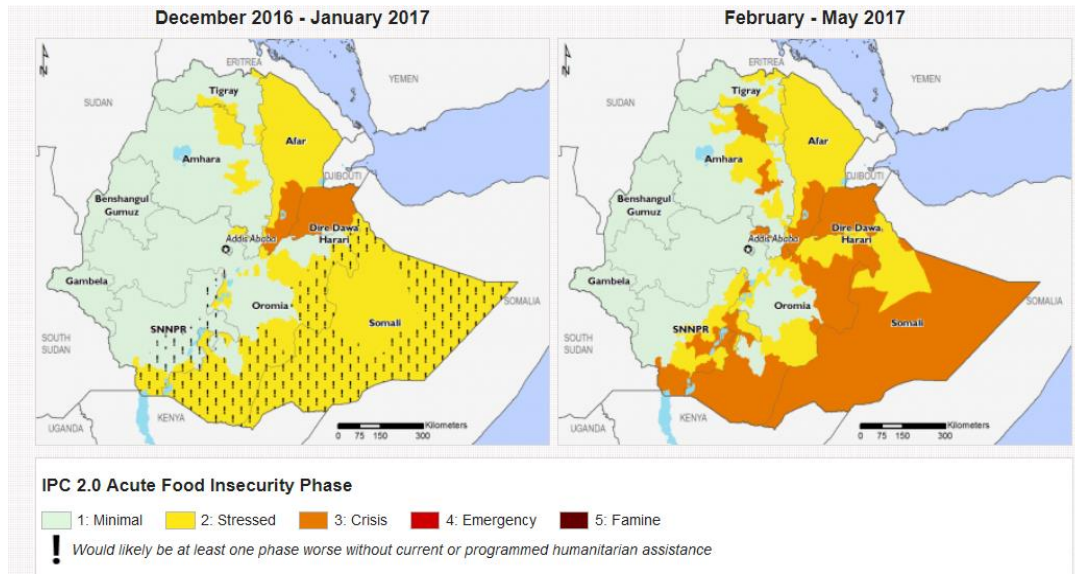 December 2016 - January 2017
February - May 2017
N
ERITREA
YEMEN
SUDAN
Tigray
Afar
Amhara
DJIBOUTI
Benshangul
Gumuz
Addis Ababa
Dire Dawa
Harari
Gambela
Oromia
SOMALIA
SNNPR
Somali
SOUTH
SUDAN
KENYA
UGANDA
Kilometers
0 75 150 300
N
ERITREA
YEMEN
SUDAN
Tigray
Afar
Amhara
DJIBOUTI
Benshangul
Gumuz
Addis Ababa
Dire Dawa
Harari
Gambela
Oromia
SOMALIA
SNNPR
Somali
SOUTH
SUDAN
KENYA
UGANDA
Kilometers
0 75 150 300
IPC 2.0 Acute Food Insecurity Phase
1: Minimal 2: Stressed 3: Crisis 4: Emergency 5: Famine
! Would likely be at least one phase worse without current or programmed humanitarian assistance